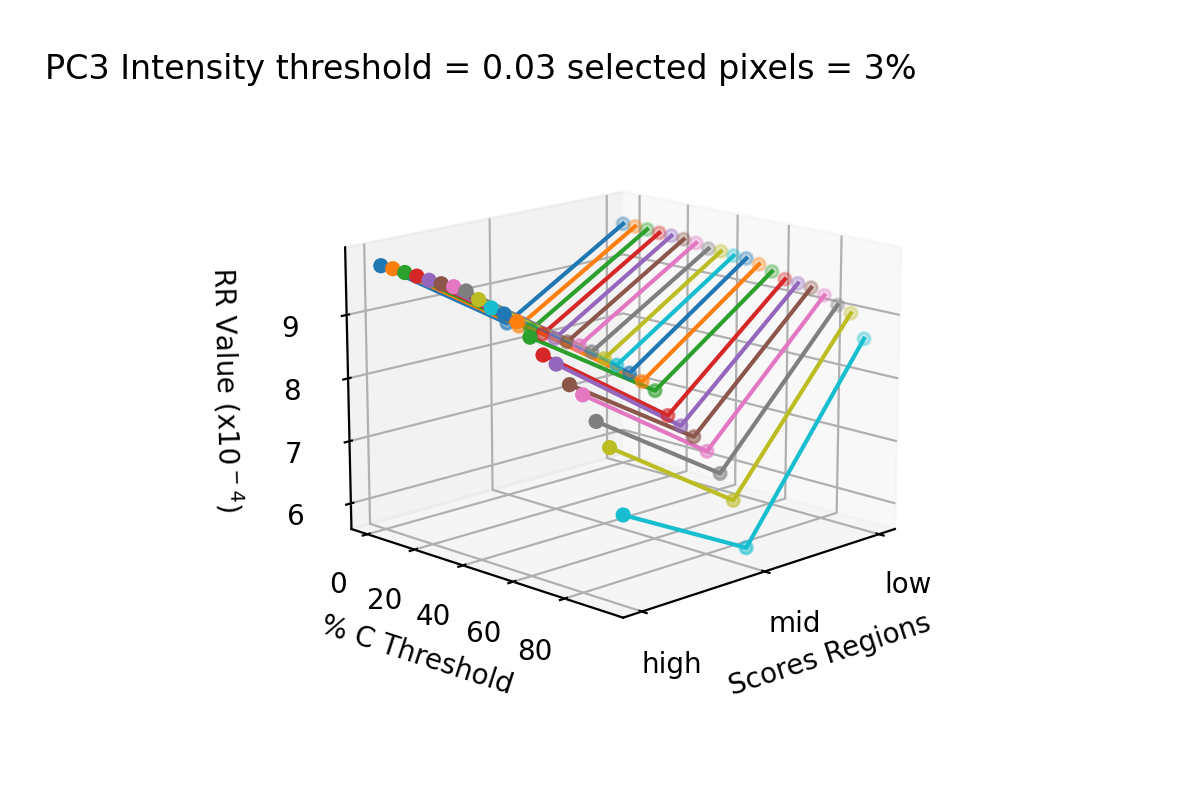 PC3 Intensity threshold = 0.03 selected pixels = 3%
RR Value (x10⁻⁴)
9
8
7
6
0
20
40
60
80
% C Threshold
high
mid
low
Scores Regions